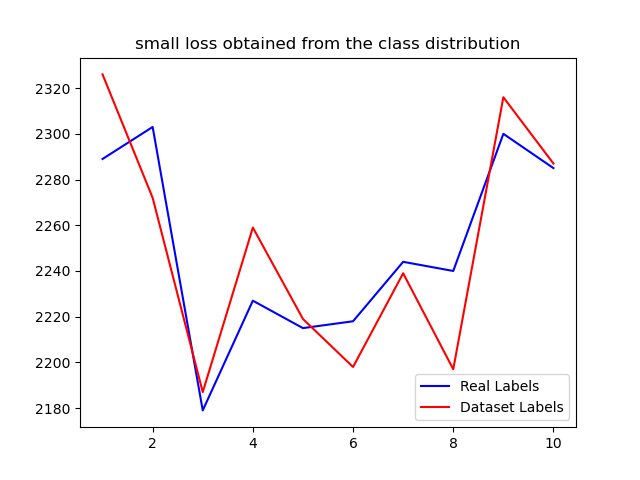 small loss obtained from the class distribution
2320
2300
2280
2260
2240
2220
2200
2180
Real Labels
Dataset Labels
2 4 6 8 10